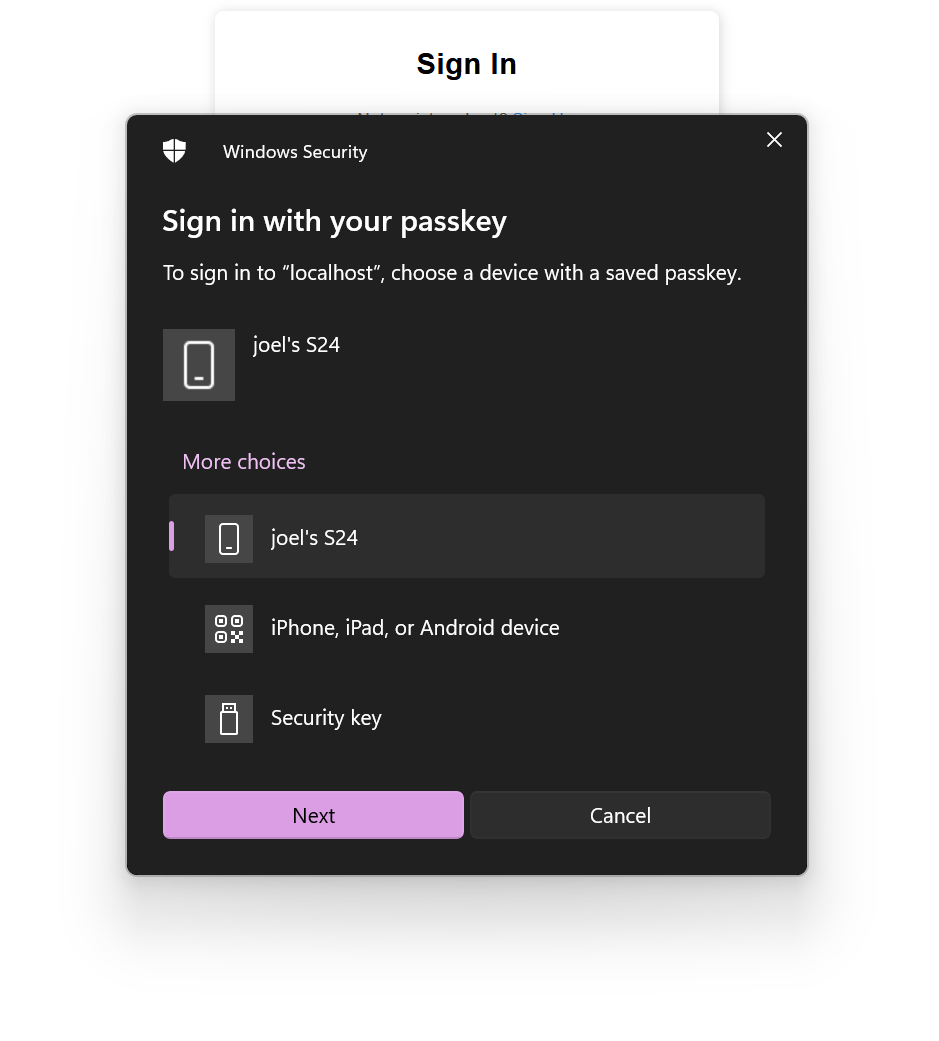 Sign In
Windows Security
Sign in with your passkey
To sign in to “localhost”, choose a device with a saved passkey.
joel's S24
More choices
joel's S24
iPhone, iPad, or Android device
Security key
Next
Cancel